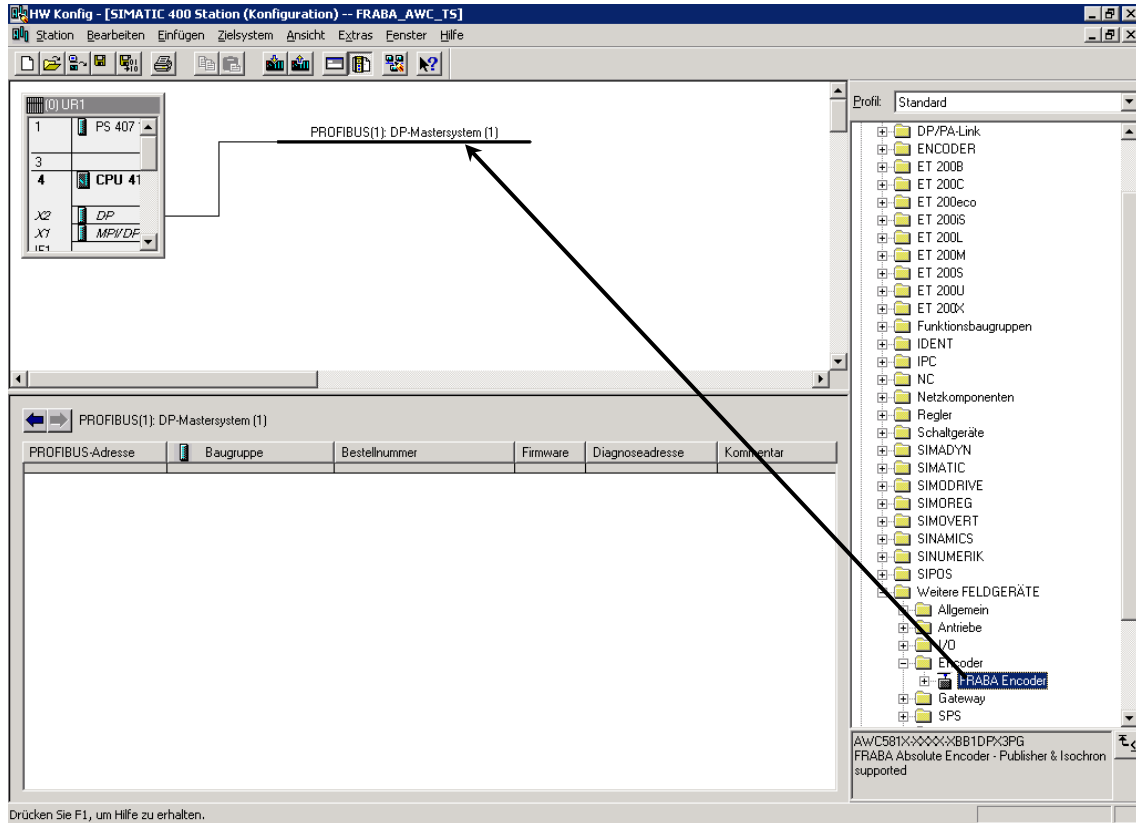 HW Konfig - [SIMATIC 400 Station (Konfiguration) -- FRABA_AWC_TS]
Station Bearbeiten Einfügen Zielsystem Ansicht Extras Fenster Hilfe
(0) UR1
1 PS 407
3
4 CPU 41
X2 DP
X1 MPI/DP
IF1
PROFIBUS(1): DP-Mastersystem (1)
PROFIBUS(1): DP-Mastersystem (1)
PROFIBUS-Adresse Baugruppe Bestellnummer Firmware Diagnoseadresse Kommentar
Profil: Standard
DP/PA-Link
ENCODER
ET 200B
ET 200C
ET 200eco
ET 200iS
ET 200L
ET 200M
ET 200S
ET 200U
ET 200X
Funktionsbaugruppen
IDENT
IPC
NC
Netzkomponenten
Regler
Schaltgeräte
SIMADYN
SIMATIC
SIMODRIVE
SIMOREG
SIMOVERT
SINAMICS
SINUMERIK
SIPOS
Weitere FELDGERÄTE
Allgemein
Antriebe
I/O
Encoder
FRABA Encoder
Gateway
SPS
AWC581X-XXXX-XBB1DPX3PG
FRABA Absolute Encoder - Publisher & Isochron
supported
Drücken Sie F1, um Hilfe zu erhalten.